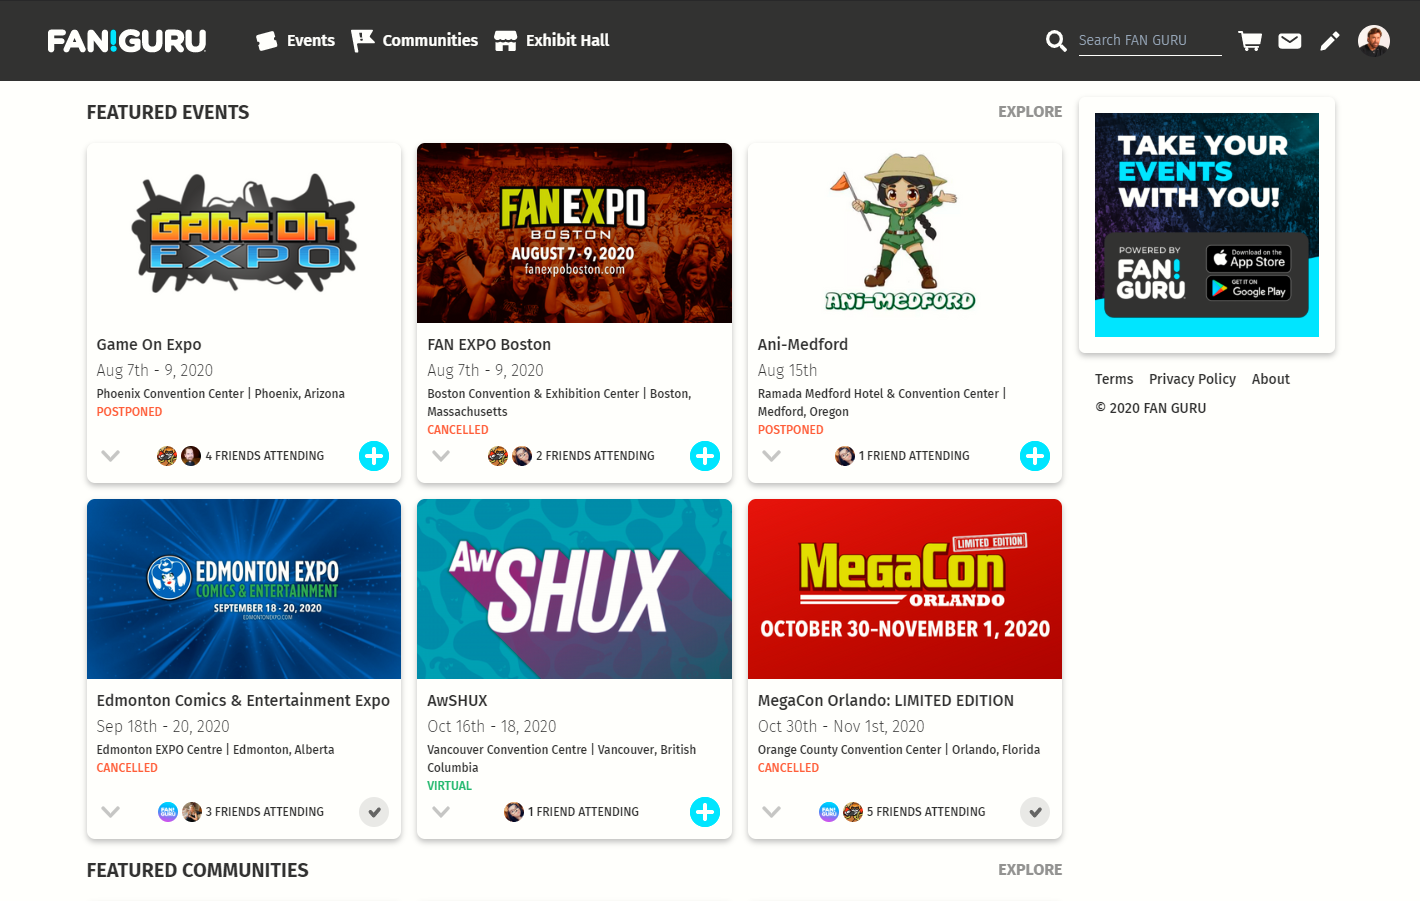 FAN!GURU
Events
Communities
Exhibit Hall
Search FAN GURU
FEATURED EVENTS
EXPLORE
GAME ON
EXPO
Game On Expo
Aug 7th - 9, 2020
Phoenix Convention Center | Phoenix, Arizona
POSTPONED
4 FRIENDS ATTENDING
FANEXPO
BOSTON
AUGUST 7 - 9, 2020
fanexpoboston.com
FAN EXPO Boston
Aug 7th - 9, 2020
Boston Convention & Exhibition Center | Boston,
Massachusetts
CANCELLED
2 FRIENDS ATTENDING
ANI-MEDFORD
Ani-Medford
Aug 15th
Ramada Medford Hotel & Convention Center |
Medford, Oregon
POSTPONED
1 FRIEND ATTENDING
EDMONTON EXPO
COMICS & ENTERTAINMENT
SEPTEMBER 18 - 20, 2020
EDMONTONEXPO.COM
Edmonton Comics & Entertainment Expo
Sep 18th - 20, 2020
Edmonton EXPO Centre | Edmonton, Alberta
CANCELLED
FAN!
GURU
3 FRIENDS ATTENDING
AW
SHUX
AwSHUX
Oct 16th - 18, 2020
Vancouver Convention Centre | Vancouver, British
Columbia
VIRTUAL
1 FRIEND ATTENDING
LIMITED EDITION
MEGACON
ORLANDO
OCTOBER 30-NOVEMBER 1, 2020
MegaCon Orlando: LIMITED EDITION
Oct 30th - Nov 1st, 2020
Orange County Convention Center | Orlando, Florida
CANCELLED
FAN!
GURU
5 FRIENDS ATTENDING
FEATURED COMMUNITIES
EXPLORE
TAKE YOUR
EVENTS
WITH YOU!
POWERED BY
FAN!
GURU
Download on the
App Store
GET IT ON
Google Play
Terms
Privacy Policy
About
© 2020 FAN GURU